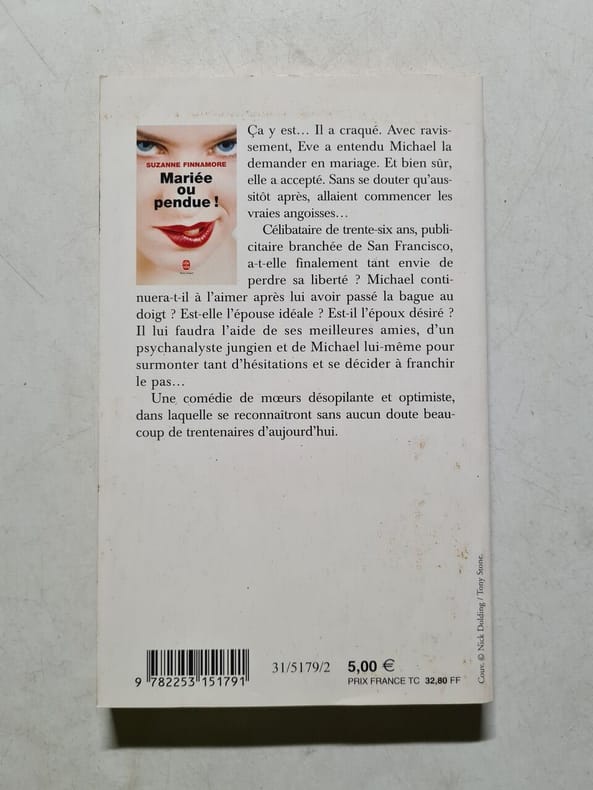 SUZANNE FINNAMORE
Mariée
ou
pendue !
Ça y est… Il a craqué. Avec ravis-
sement, Eve a entendu Michael la
demander en mariage. Et bien sûr,
elle a accepté. Sans se douter qu'aus-
sitôt après, allaient commencer les
vraies angoisses…
Célibataire de trente-six ans, publi-
citaire branchée de San Francisco,
a-t-elle finalement tant envie de
perdre sa liberté ? Michael conti-
nuera-t-il à l'aimer après lui avoir passé la bague au
doigt ? Est-elle l'épouse idéale ? Est-il l'époux désiré ?
Il lui faudra l'aide de ses meilleures amies, d'un
psychanalyste jungien et de Michael lui-même pour
surmonter tant d'hésitations et se décider à franchir
le pas…
Une comédie de mœurs désopilante et optimiste,
dans laquelle se reconnaîtront sans aucun doute beau-
coup de trentenaires d'aujourd'hui.
Couv. © Nick Dolding / Tony Stone.
9 782253 151791
31/5179/2
5,00 €
PRIX FRANCE TC 32,80 FF